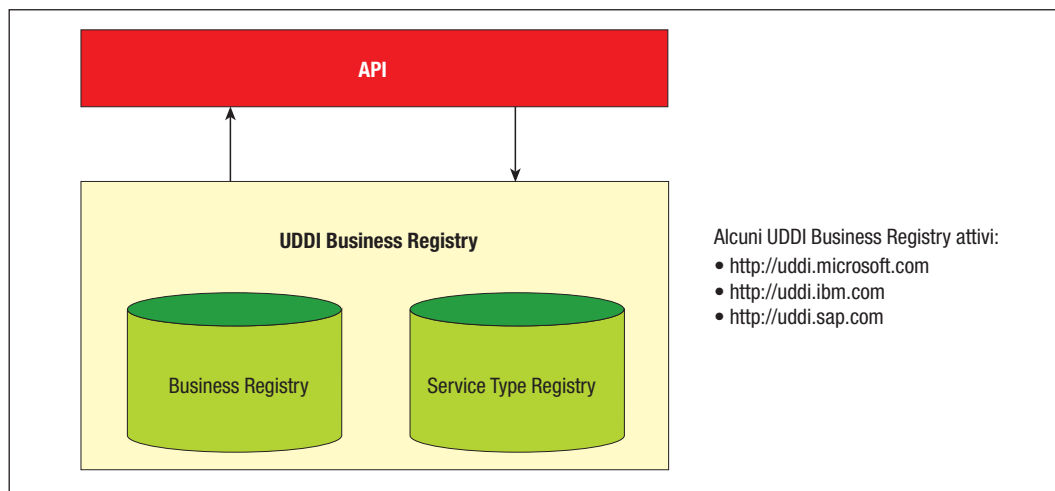 API
UDDI Business Registry
Business Registry
Service Type Registry
Alcuni UDDI Business Registry attivi:
• http://uddi.microsoft.com
• http://uddi.ibm.com
• http://uddi.sap.com